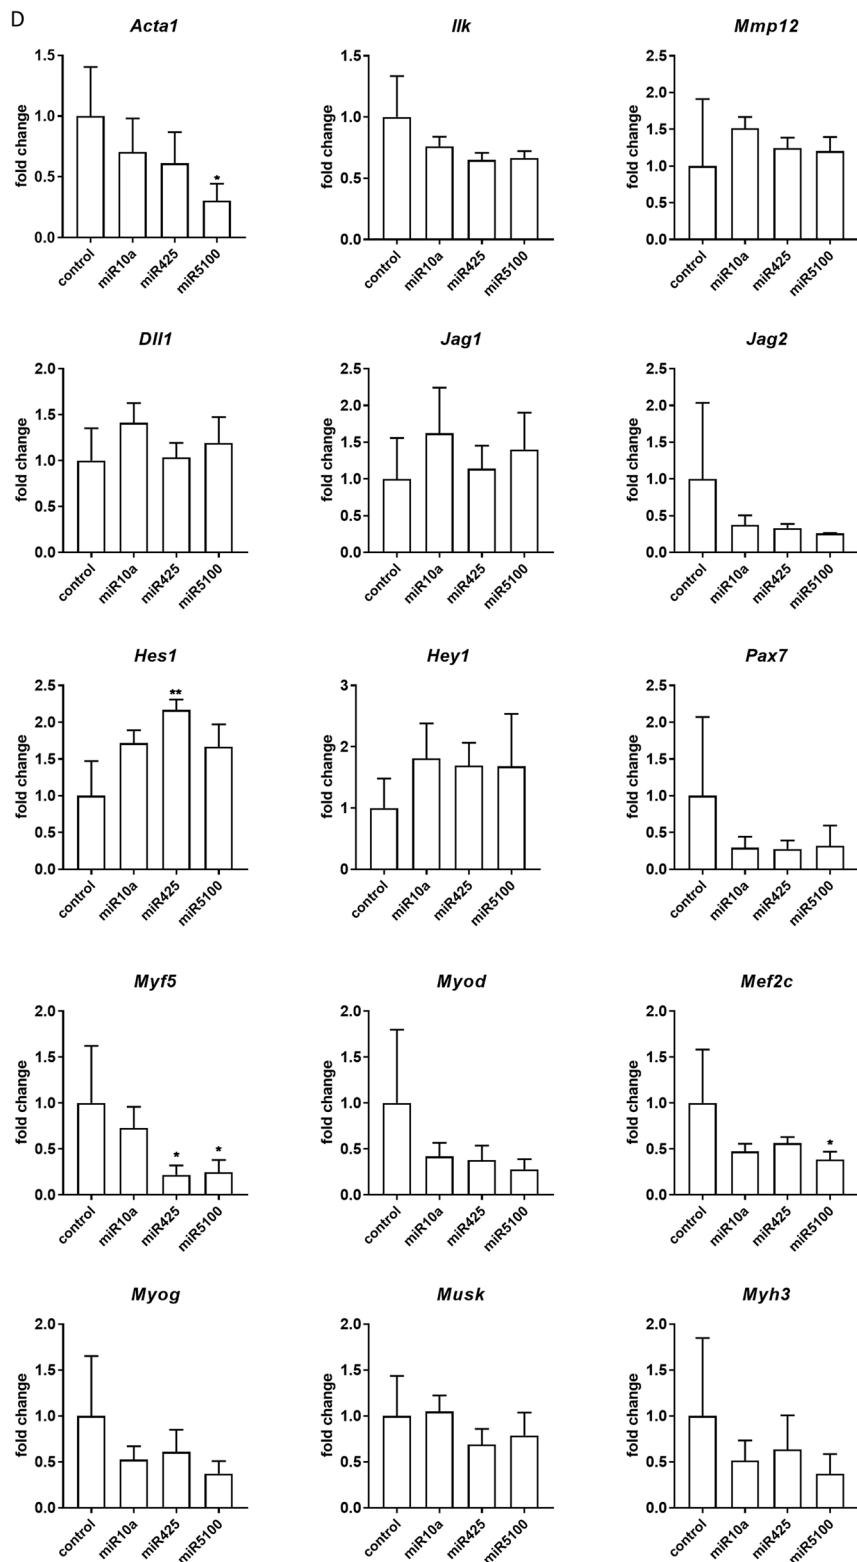 D
Acta1
Ilk
Mmp12
fold change
1.5
1.0
0.5
0.0
*
control
miR10a
miR425
miR5100
fold change
1.5
1.0
0.5
0.0
control
miR10a
miR425
miR5100
fold change
2.5
2.0
1.5
1.0
0.5
0.0
control
miR10a
miR425
miR5100
Dll1
Jag1
Jag2
fold change
2.0
1.5
1.0
0.5
0.0
control
miR10a
miR425
miR5100
fold change
2.5
2.0
1.5
1.0
0.5
0.0
control
miR10a
miR425
miR5100
fold change
2.5
2.0
1.5
1.0
0.5
0.0
control
miR10a
miR425
miR5100
Hes1
Hey1
Pax7
fold change
2.5
2.0
1.5
1.0
0.5
0.0
**
control
miR10a
miR425
miR5100
fold change
3
2
1
0
control
miR10a
miR425
miR5100
fold change
2.5
2.0
1.5
1.0
0.5
0.0
control
miR10a
miR425
miR5100
Myf5
Myod
Mef2c
fold change
2.0
1.5
1.0
0.5
0.0
*
*
control
miR10a
miR425
miR5100
fold change
2.0
1.5
1.0
0.5
0.0
control
miR10a
miR425
miR5100
fold change
2.0
1.5
1.0
0.5
0.0
*
control
miR10a
miR425
miR5100
Myog
Musk
Myh3
fold change
2.0
1.5
1.0
0.5
0.0
control
miR10a
miR425
miR5100
fold change
2.0
1.5
1.0
0.5
0.0
control
miR10a
miR425
miR5100
fold change
2.0
1.5
1.0
0.5
0.0
control
miR10a
miR425
miR5100